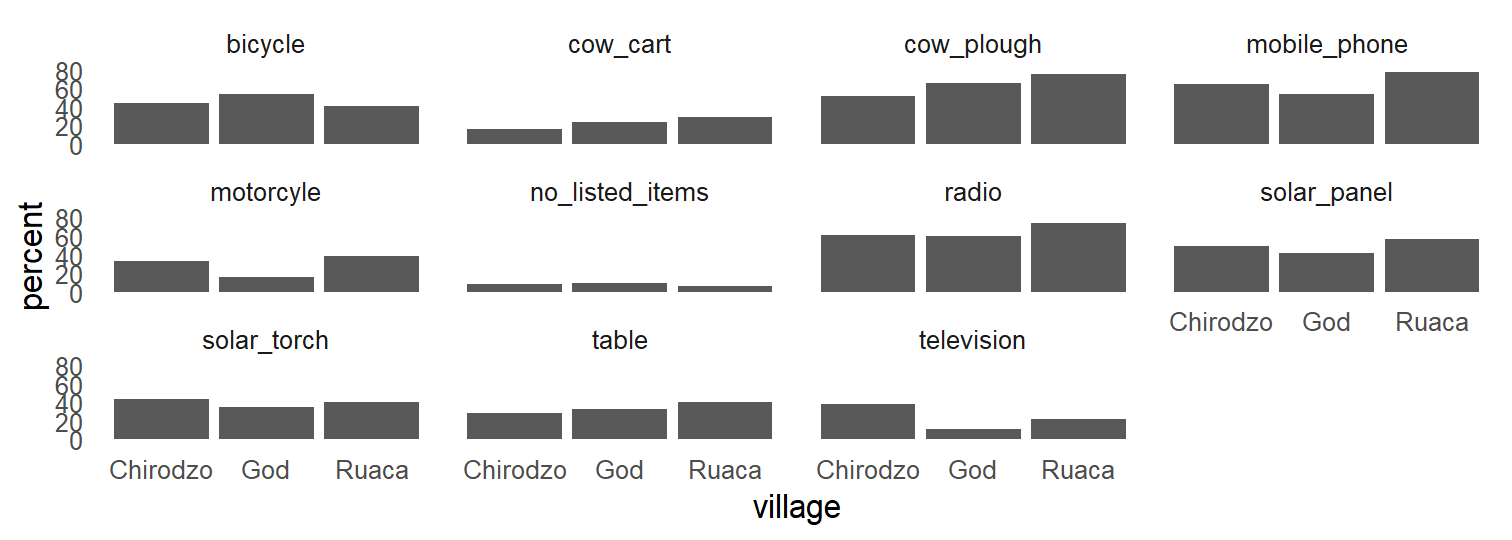 bicycle cow_cart cow_plough mobile_phone
80
60
40
20
0
motorcyle no_listed_items radio solar_panel
percent
80
60
40
20
0
Chirodzo God Ruaca
solar_torch table television
80
60
40
20
0
Chirodzo God Ruaca Chirodzo God Ruaca Chirodzo God Ruaca
village